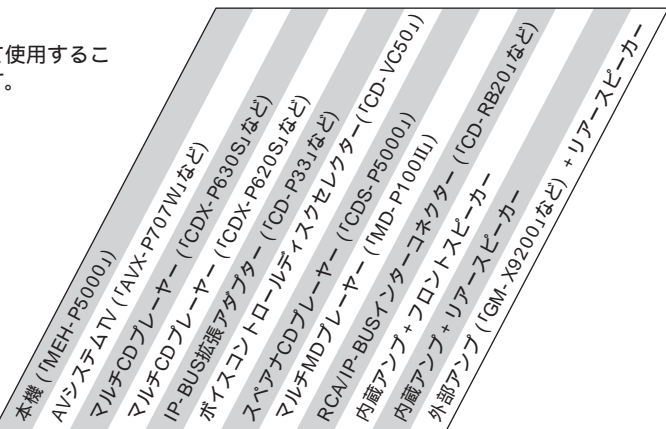 て使用するこ
す。
本機（「MEH-P5000」）
AVシステムTV（「AVX-P707W」など）
マルチCDプレーヤー（「CDX-P630S」など）
マルチCDプレーヤー（「CDX-P620S」など）
IP-BUS拡張アダプター（「CD-P33」など）
ボイスコントロールディスクセレクター（「CD-VC50」）
スペアナCDプレーヤー（「CDS-P5000」）
マルチMDプレーヤー（「MD-P100Ⅲ」）
RCA/IP-BUSインターコネクター（「CD-RB20」など）
内蔵アンプ+フロントスピーカー
内蔵アンプ+リアースピーカー
外部アンプ（「GM-X9200」など）+リアースピーカー